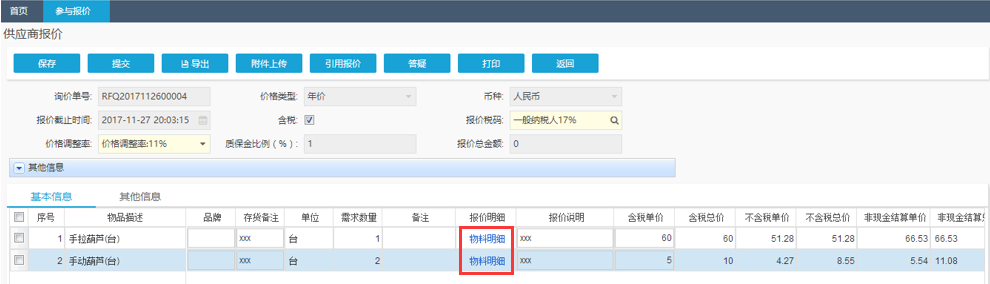 首页 参与报价
供应商报价
保存 提交 导出 附件上传 引用报价 答疑 打印 返回
询价单号: RFQ2017112600004 价格类型: 年价 币种: 人民币
报价截止时间: 2017-11-27 20:03:15 含税: 报价税码: 一般纳税人17%
价格调整率: 价格调整率:11% 质保金比例（%）: 1 报价总金额: 0
其他信息
基本信息 其他信息
序号 物品描述 品牌 存货备注 单位 需求数量 备注 报价明细 报价说明 含税单价 含税总价 不含税单价 不含税总价 非现金结算单价 非现金结算单
1 手拉葫芦(台） xxx 台 1 物料明细 xxx 60 60 51.28 51.28 66.53 66.53
2 手动葫芦(台） xxx 台 2 物料明细 xxx 5 10 4.27 8.55 5.54 11.08